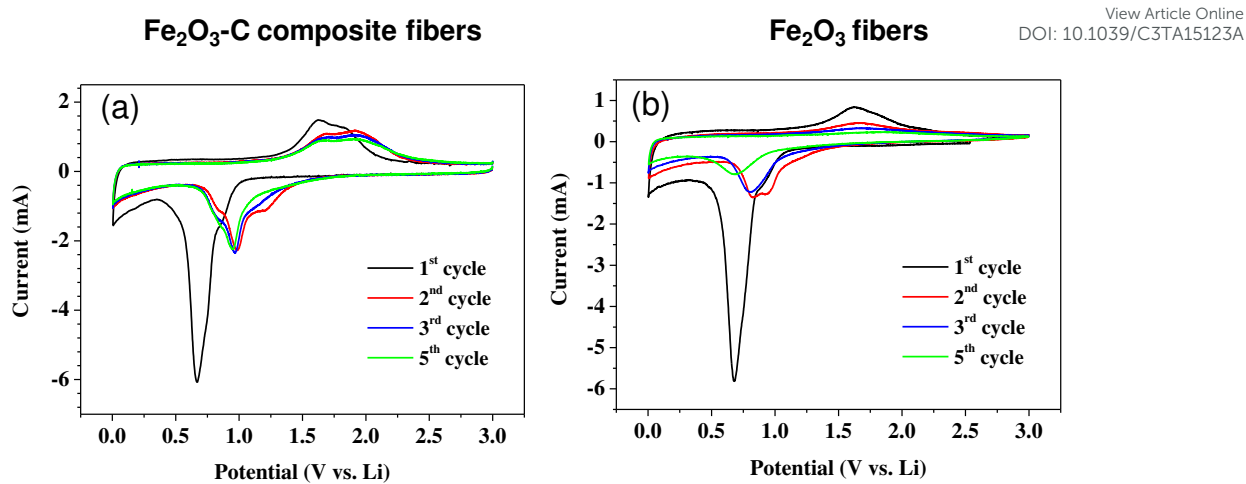 View Article Online
DOI: 10.1039/C3TA15123A
Fe₂O₃-C composite fibers
Fe₂O₃ fibers
(a)
2
0
-2
-4
-6
Current (mA)
1st cycle
2nd cycle
3rd cycle
5th cycle
0.0 0.5 1.0 1.5 2.0 2.5 3.0
Potential (V vs. Li)
(b)
1
0
-1
-2
-3
-4
-5
-6
Current (mA)
1st cycle
2nd cycle
3rd cycle
5th cycle
0.0 0.5 1.0 1.5 2.0 2.5 3.0
Potential (V vs. Li)